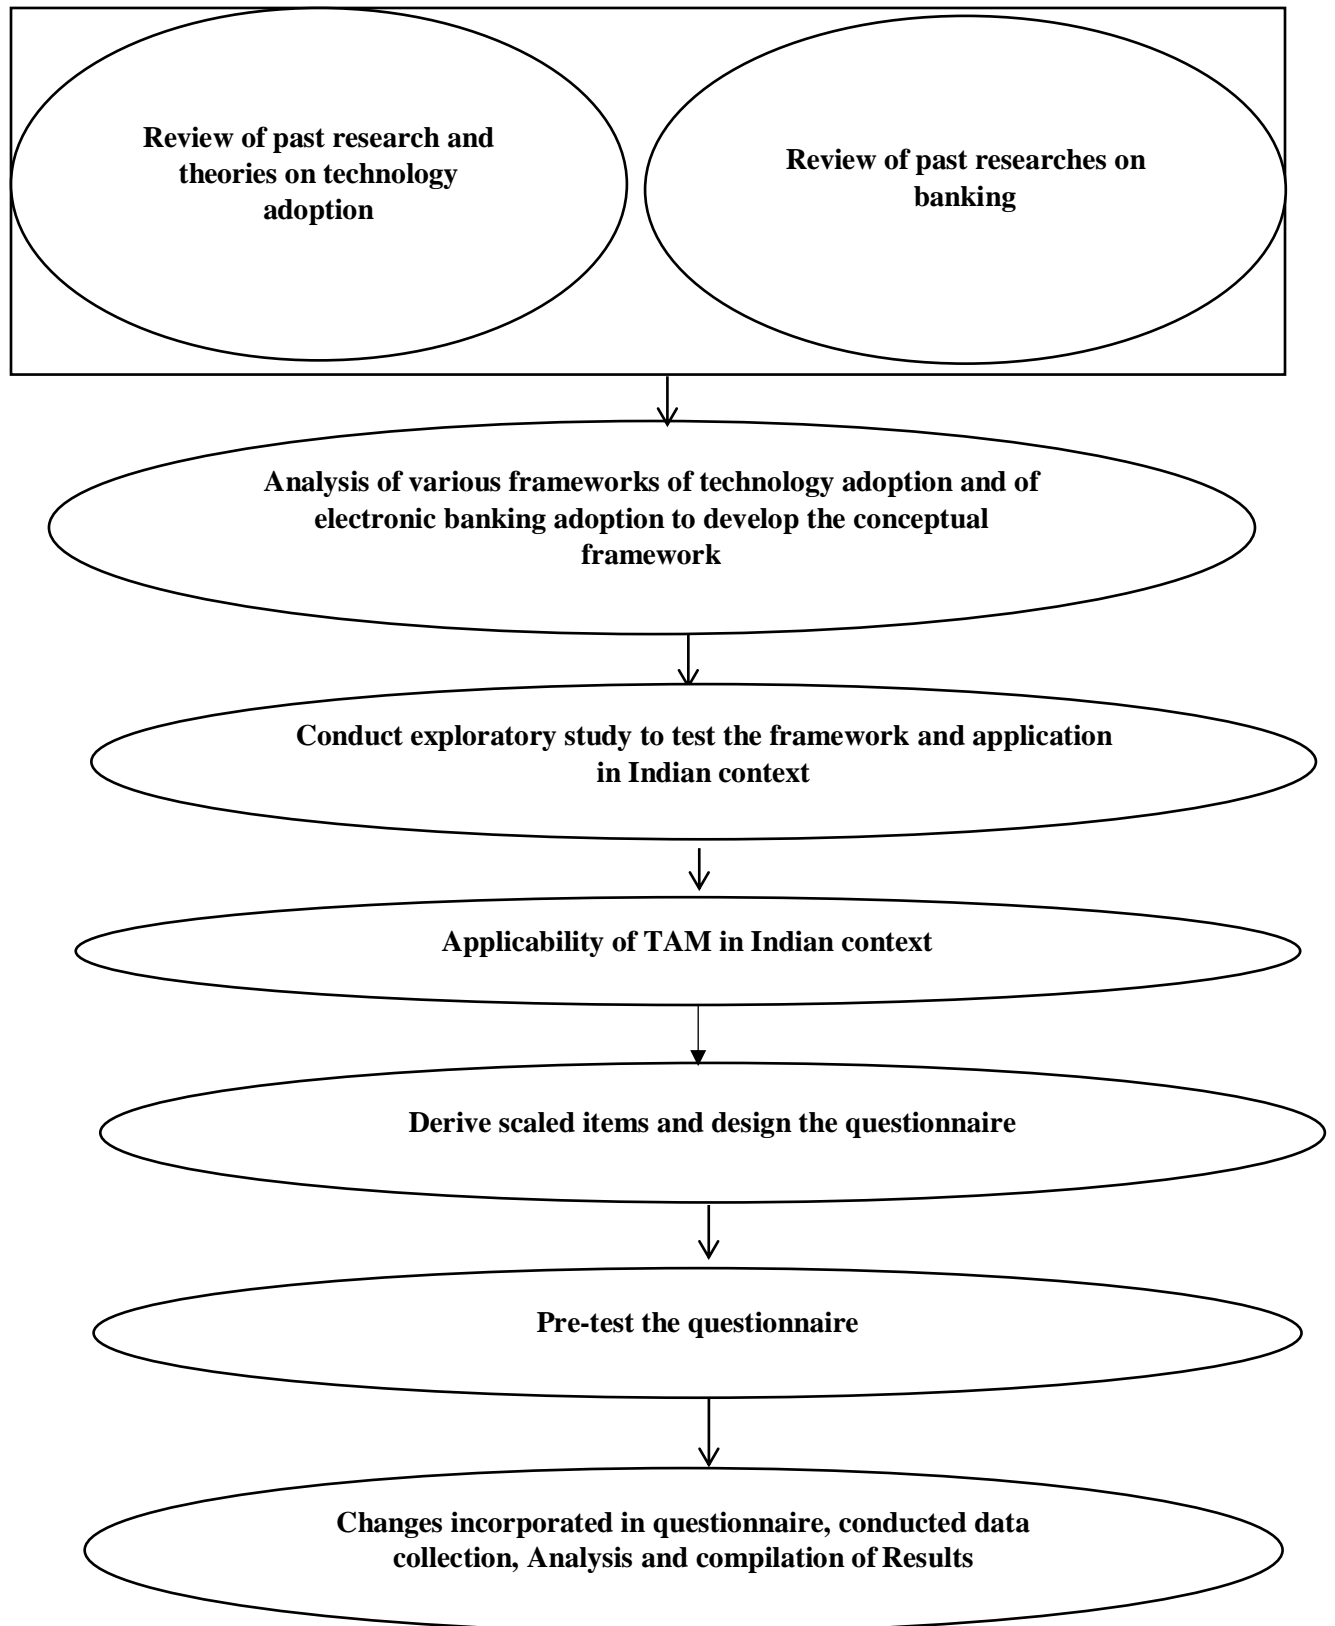 Review of past research and
theories on technology
adoption
Review of past researches on
banking
Analysis of various frameworks of technology adoption and of
electronic banking adoption to develop the conceptual
framework
Conduct exploratory study to test the framework and application
in Indian context
Applicability of TAM in Indian context
Derive scaled items and design the questionnaire
Pre-test the questionnaire
Changes incorporated in questionnaire, conducted data
collection, Analysis and compilation of Results